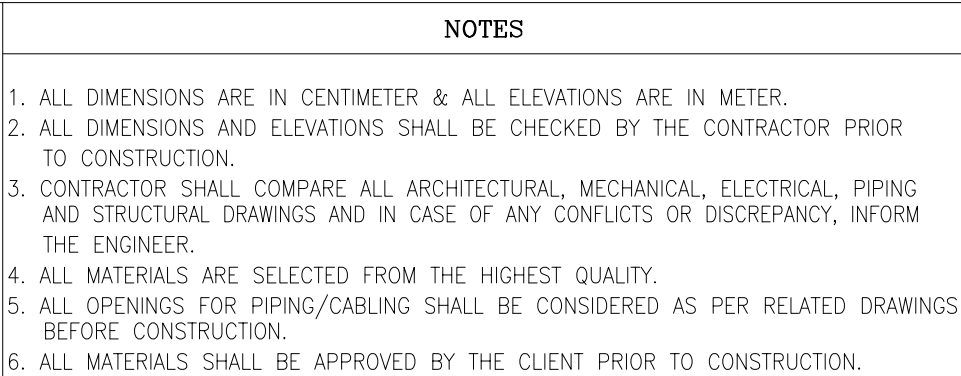 NOTES
1. ALL DIMENSIONS ARE IN CENTIMETER & ALL ELEVATIONS ARE IN METER.
2. ALL DIMENSIONS AND ELEVATIONS SHALL BE CHECKED BY THE CONTRACTOR PRIOR
TO CONSTRUCTION.
3. CONTRACTOR SHALL COMPARE ALL ARCHITECTURAL, MECHANICAL, ELECTRICAL, PIPING
AND STRUCTURAL DRAWINGS AND IN CASE OF ANY CONFLICTS OR DISCREPANCY, INFORM
THE ENGINEER.
4. ALL MATERIALS ARE SELECTED FROM THE HIGHEST QUALITY.
5. ALL OPENINGS FOR PIPING/CABLING SHALL BE CONSIDERED AS PER RELATED DRAWINGS
BEFORE CONSTRUCTION.
6. ALL MATERIALS SHALL BE APPROVED BY THE CLIENT PRIOR TO CONSTRUCTION.